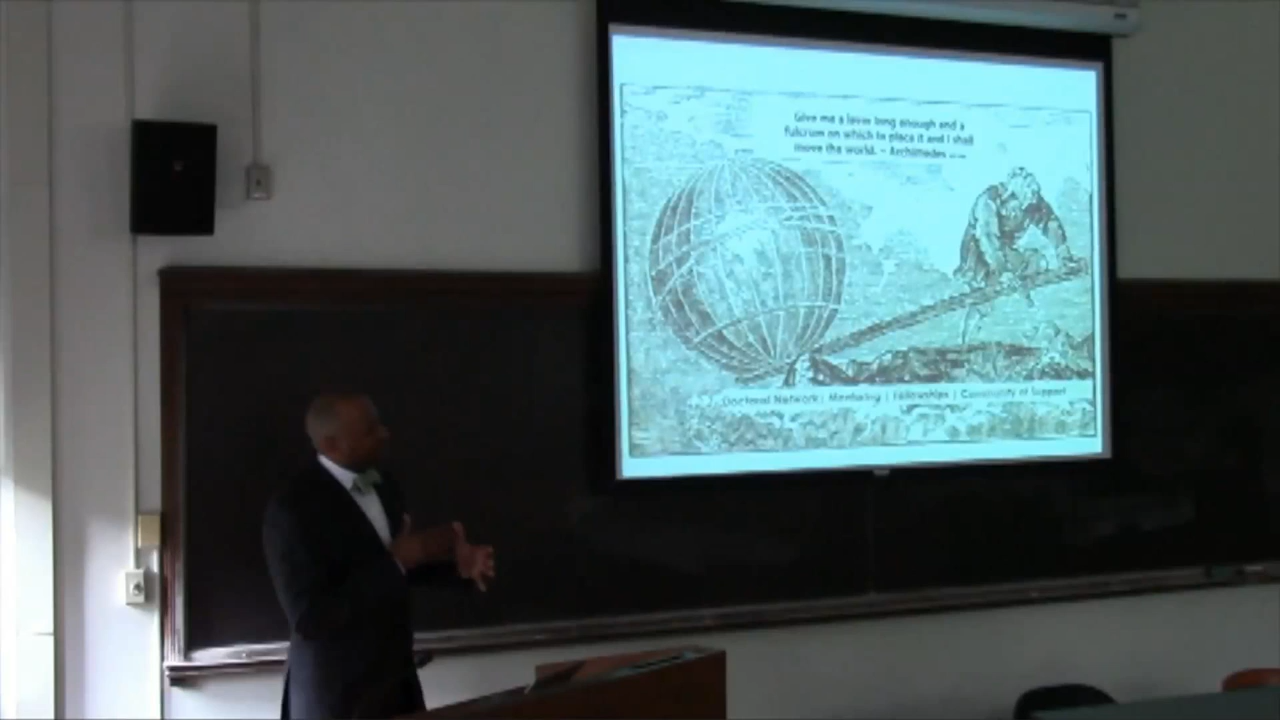 Give me a lever long enough and a
fulcrum on which to place it and I shall
move the world. - Archimedes
Doctoral Network | Mentoring | Fellowships | Community of Support